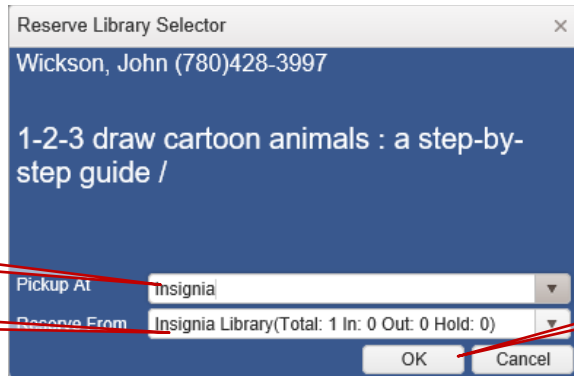 Reserve Library Selector
Wickson, John (780)428-3997
1-2-3 draw cartoon animals : a step-by-
step guide /
Pickup At Insignia
Reserve From Insignia Library(Total: 1 In: 0 Out: 0 Hold: 0)
OK Cancel